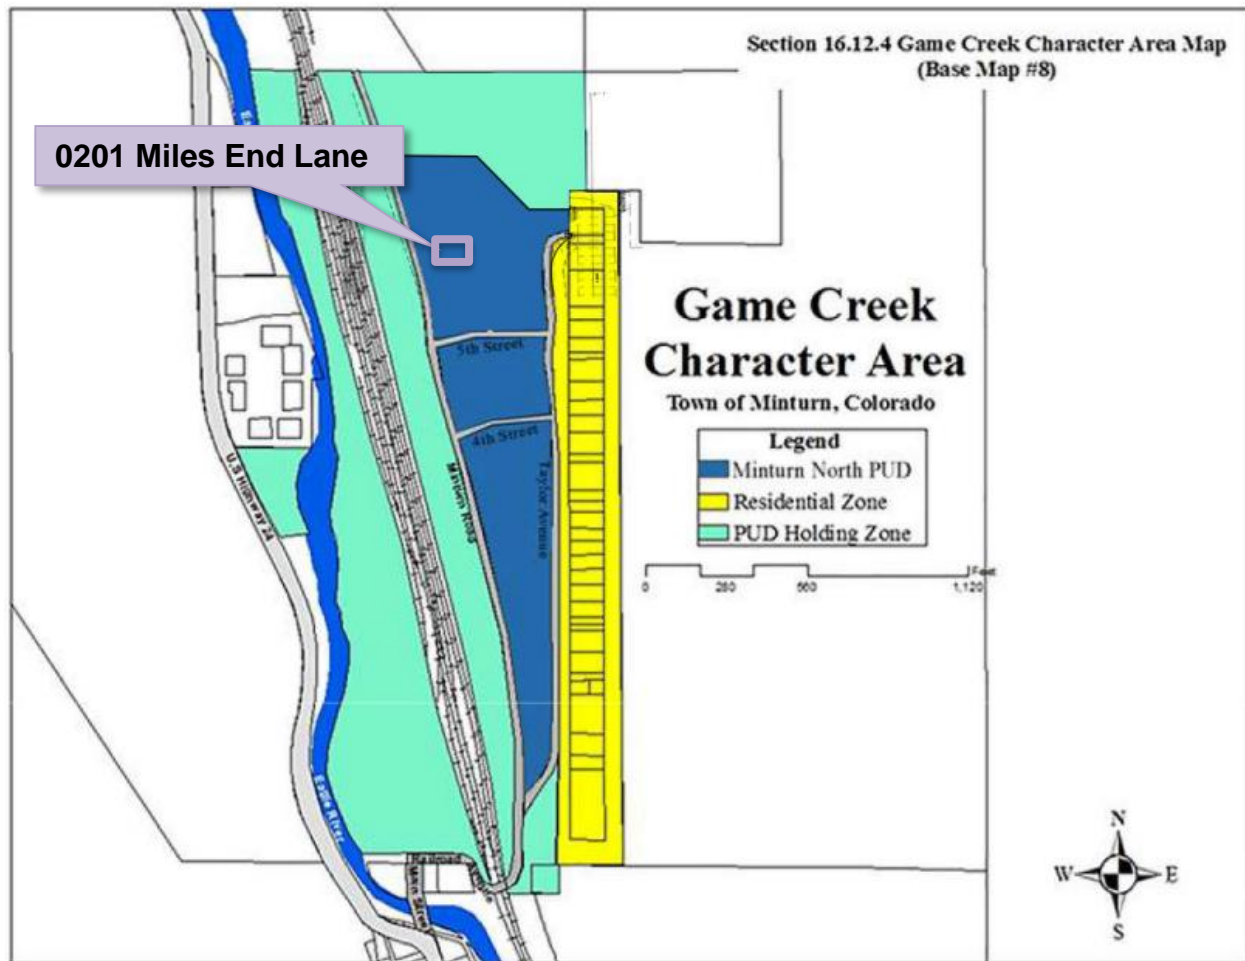 Section 16.12.4 Game Creek Character Area Map
(Base Map #8)
0201 Miles End Lane
Game Creek
Character Area
Town of Minturn, Colorado
Legend
Minturn North PUD
Residential Zone
PUD Holding Zone
Feet
0 280 560 1,120
5th Street
4th Street
Minturn Road
Taylor Avenue
U.S Highway 24
Eagle River
Railroad
Main Street
N
W E
S